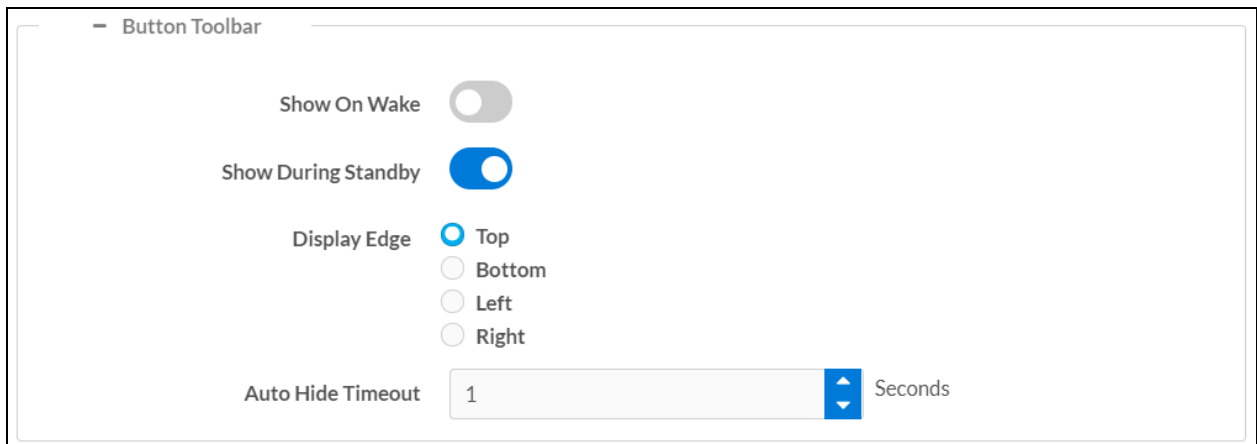 – Button Toolbar
Show On Wake
Show During Standby
Display Edge Top
Bottom
Left
Right
Auto Hide Timeout 1 Seconds